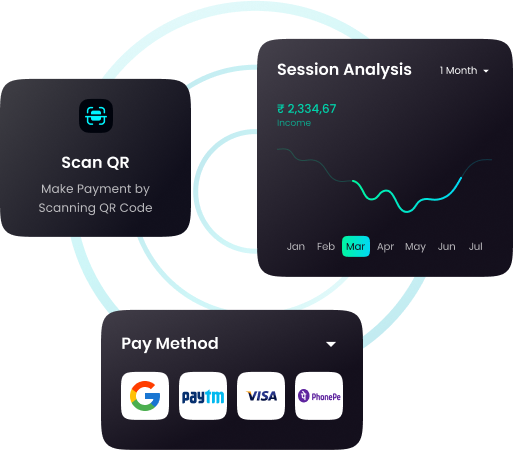 Session Analysis
1 Month
₹ 2,334,67
Income
Scan QR
Make Payment by
Scanning QR Code
Jan Feb Mar Apr May Jun Jul
Pay Method
G paytm VISA PhonePe